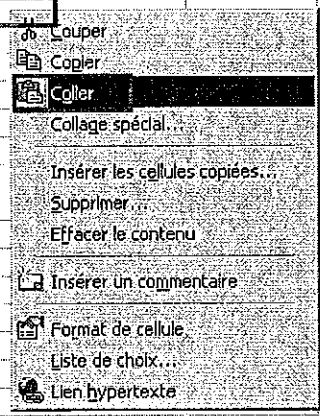 Couper
Copier
Coller
Collage spécial...
Insérer les cellules copiées...
Supprimer...
Effacer le contenu
Insérer un commentaire
Format de cellule
Liste de choix...
Lien hypertexte